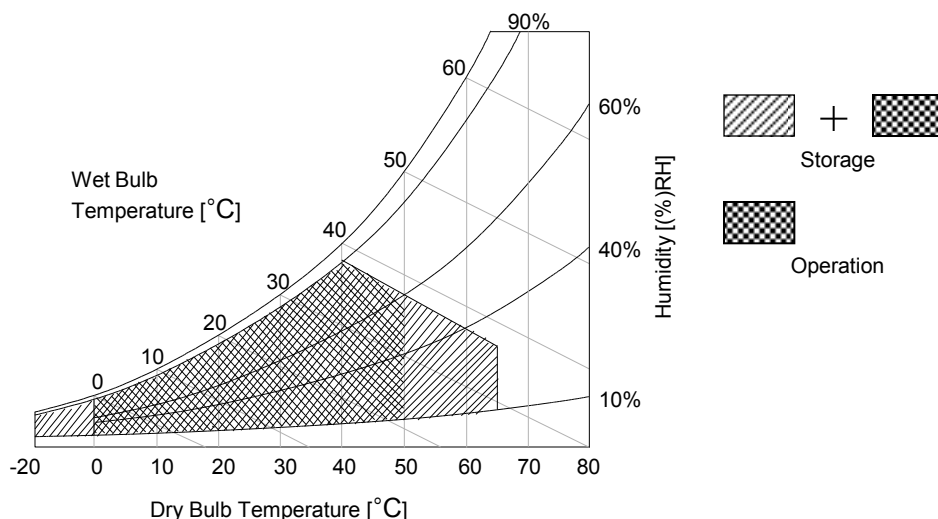 90%
60
60%
50
Wet Bulb
Temperature [°C]
40
40%
30
20
10
0
10%
Humidity [(%)RH]
-20 0 10 20 30 40 50 60 70 80
Dry Bulb Temperature [°C]
+
Storage
Operation